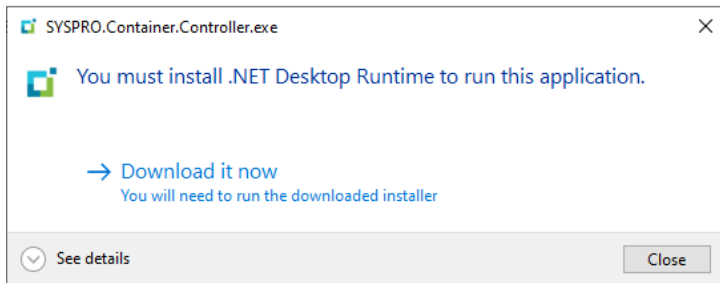 SYSPRO.Container.Controller.exe
You must install .NET Desktop Runtime to run this application.
Download it now
You will need to run the downloaded installer
See details
Close